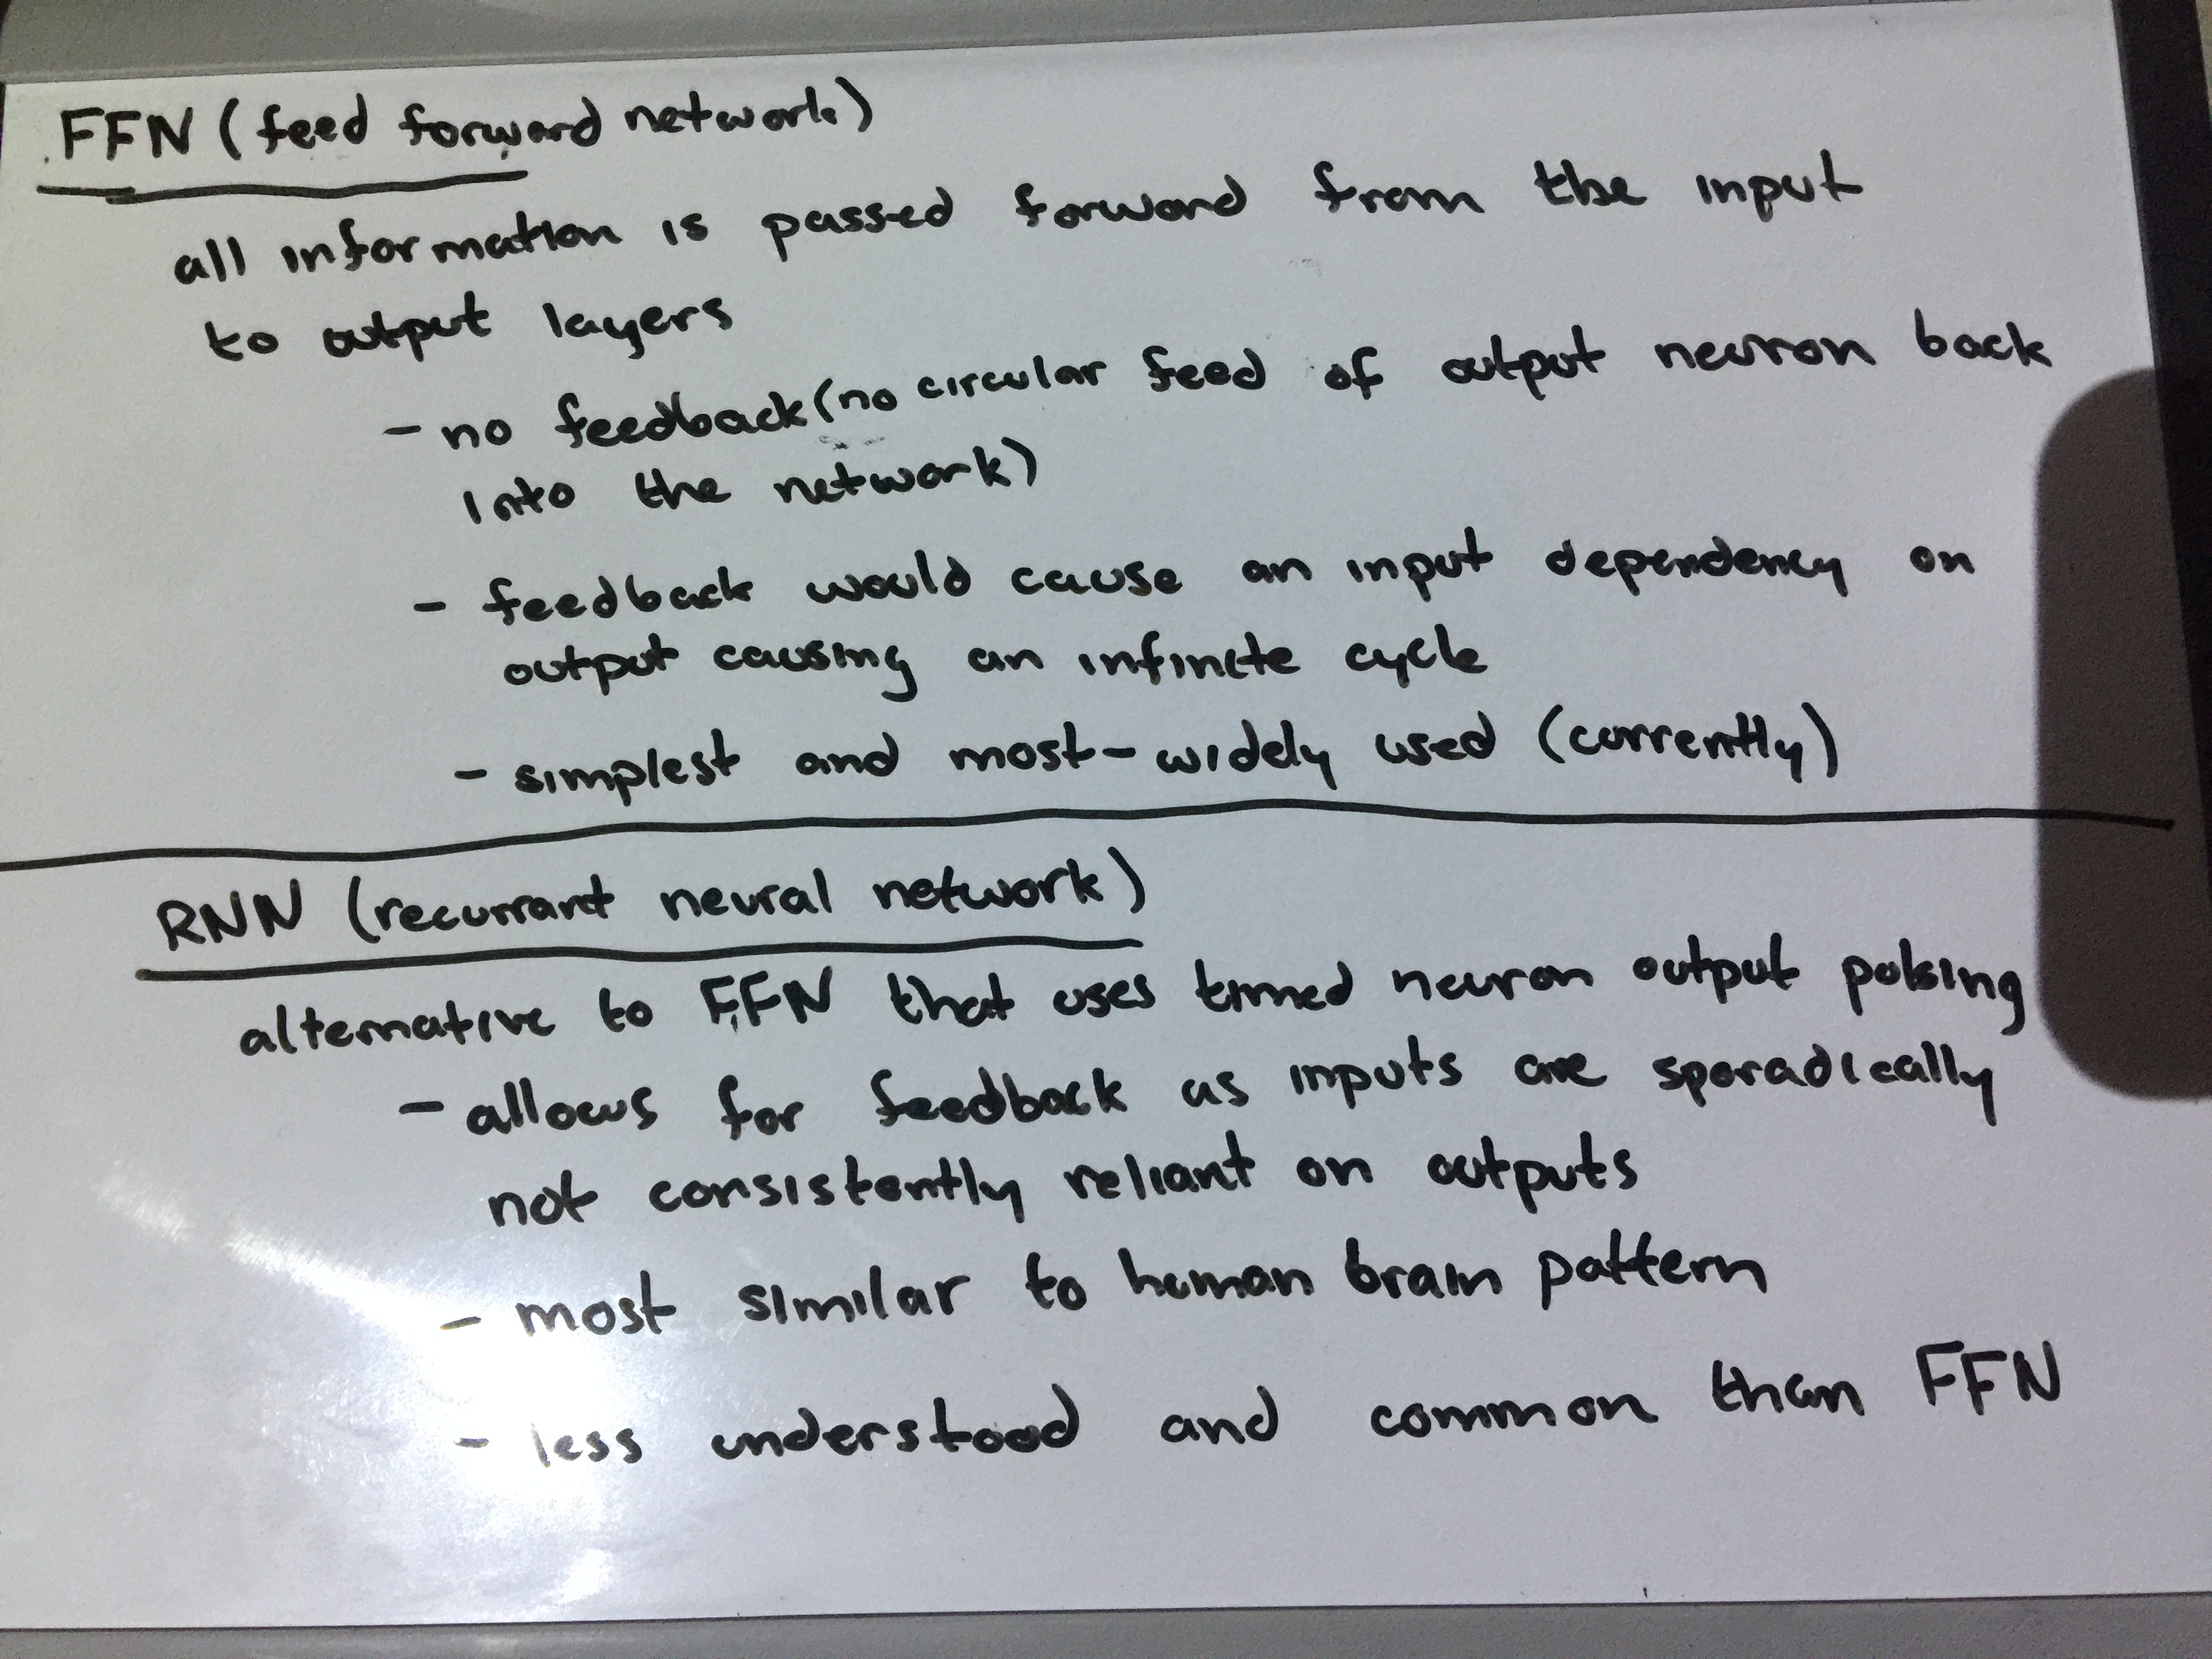 FFN (feed forward network)
all information is passed forward from the input
to output layers
- no feedback (no circular feed of output neuron back
into the network)
- feedback would cause an input dependency on
output causing an infinite cycle
- simplest and most-widely used (currently)
RNN (recurrant neural network)
alternative to FFN that uses timed neuron output pulsing
- allows for feedback as inputs are sporadically
not consistently reliant on outputs
- most similar to human brain pattern
- less understood and common than FFN